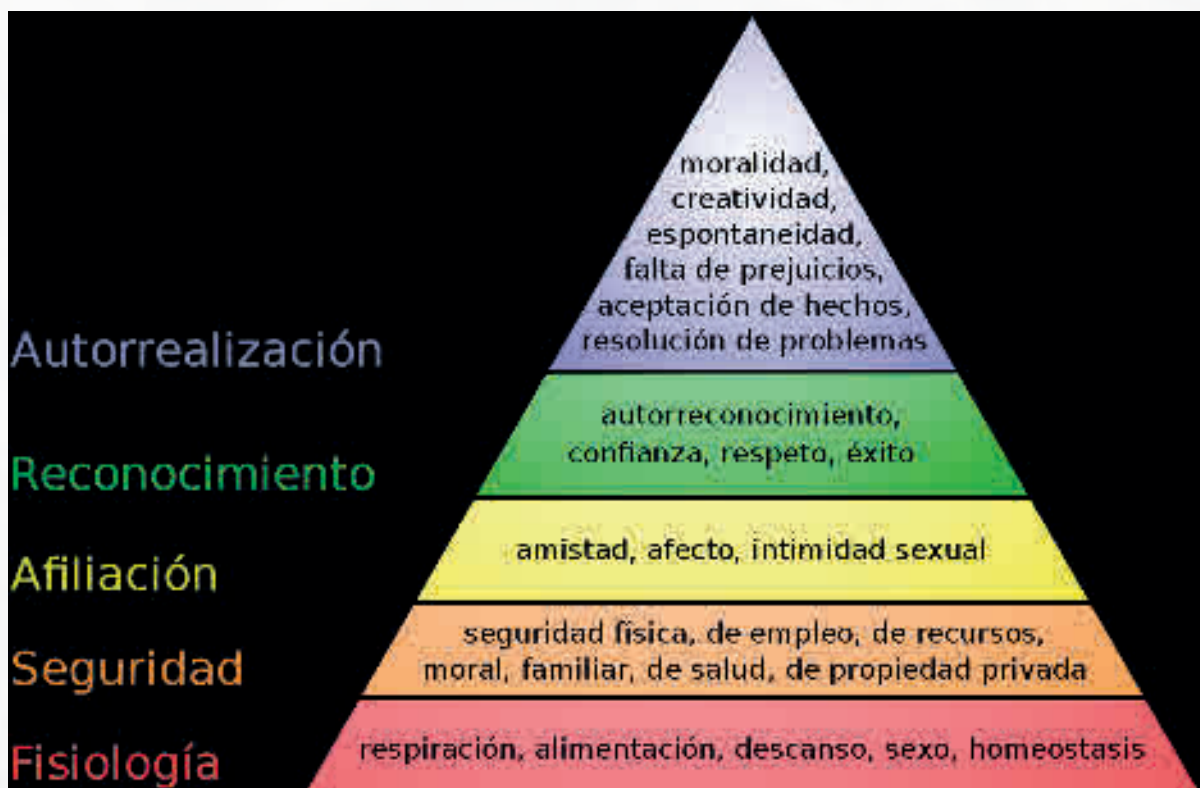 moralidad,
creatividad,
espontaneidad,
falta de prejuicios,
aceptación de hechos,
resolución de problemas
Autorrealización
autorreconocimiento,
confianza, respeto, éxito
Reconocimiento
amistad, afecto, intimidad sexual
Afiliación
seguridad física, de empleo, de recursos,
moral, familiar, de salud, de propiedad privada
Seguridad
respiración, alimentación, descanso, sexo, homeostasis
Fisiología